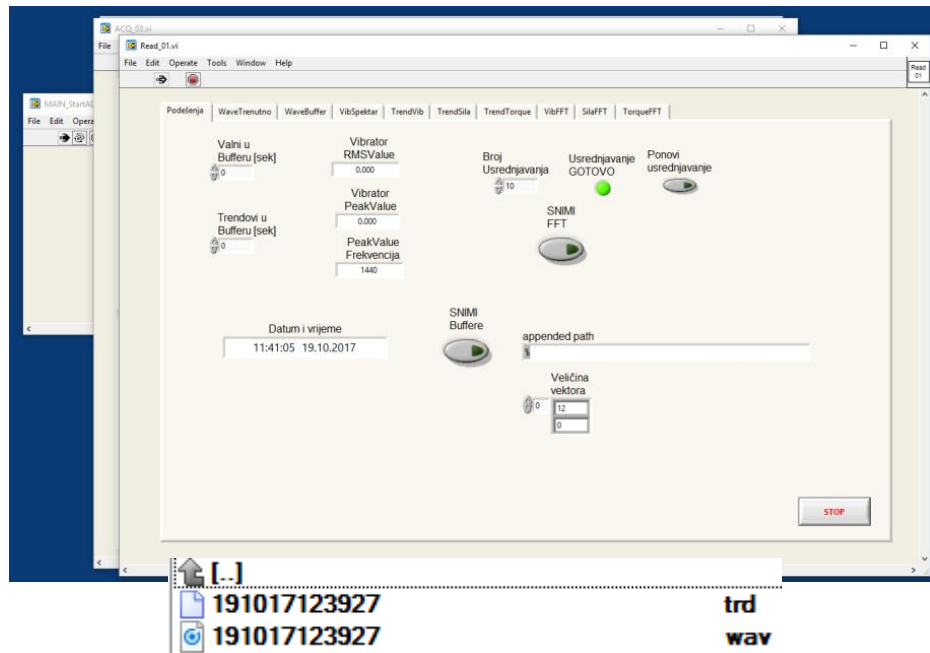 ACQ_03.vi
File
Read_01.vi
File Edit Operate Tools Window Help
Read
01
MAIN_StartAC
File Edit Opera
Podešenja WaveTrenutno WaveBuffer VibSpektar TrendVib TrendSila TrendTorque VibFFT SilaFFT TorqueFFT
Valni u
Bufferu [sek]
0
Vibrator
RMSValue
0.000
Broj
Usrednjavanja
10
Usrednjavanje
GOTOVO
Ponovi
usrednjavanje
Vibrator
PeakValue
0.000
Trendovi u
Bufferu [sek]
0
SNIMI
FFT
PeakValue
Frekvencija
1440
Datum i vrijeme
11:41:05 19.10.2017
SNIMI
Buffere
appended path
Veličina
vektora
0
12
0
STOP
[..]
191017123927 trd
191017123927 wav